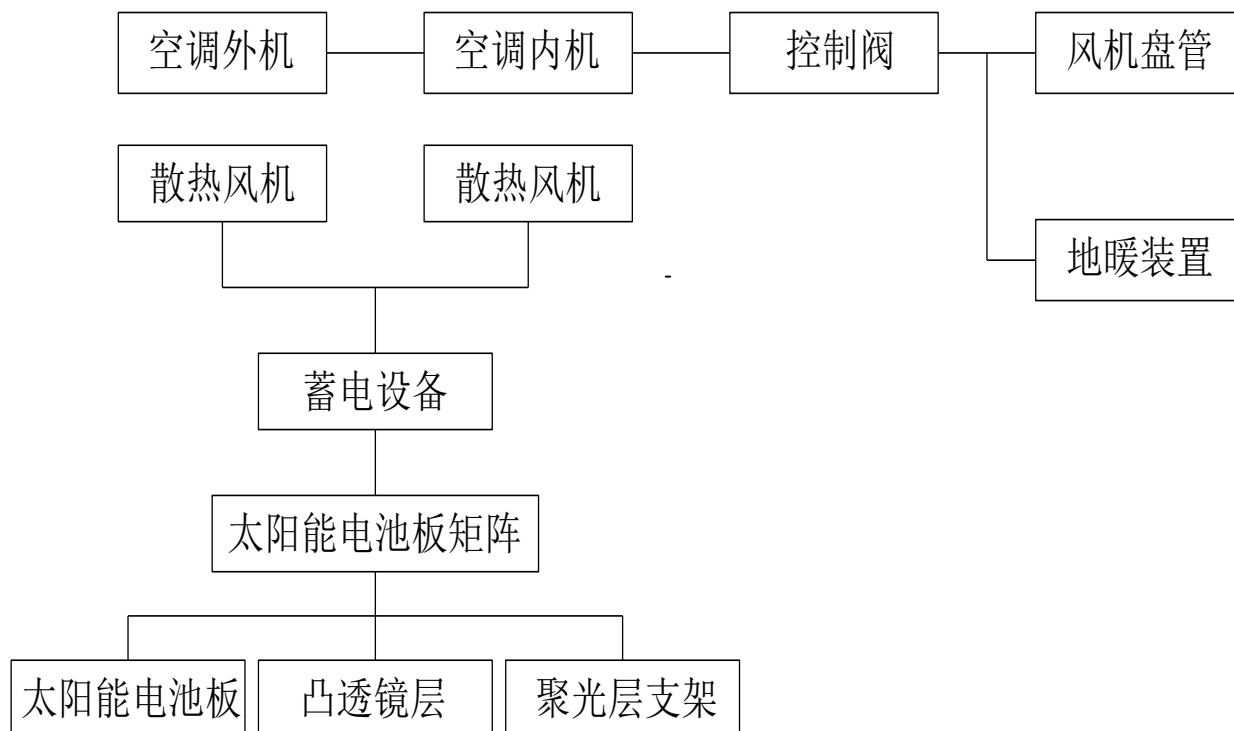 空调外机
空调内机
控制阀
风机盘管
散热风机
散热风机
地暖装置
-
蓄电设备
太阳能电池板矩阵
太阳能电池板
凸透镜层
聚光层支架